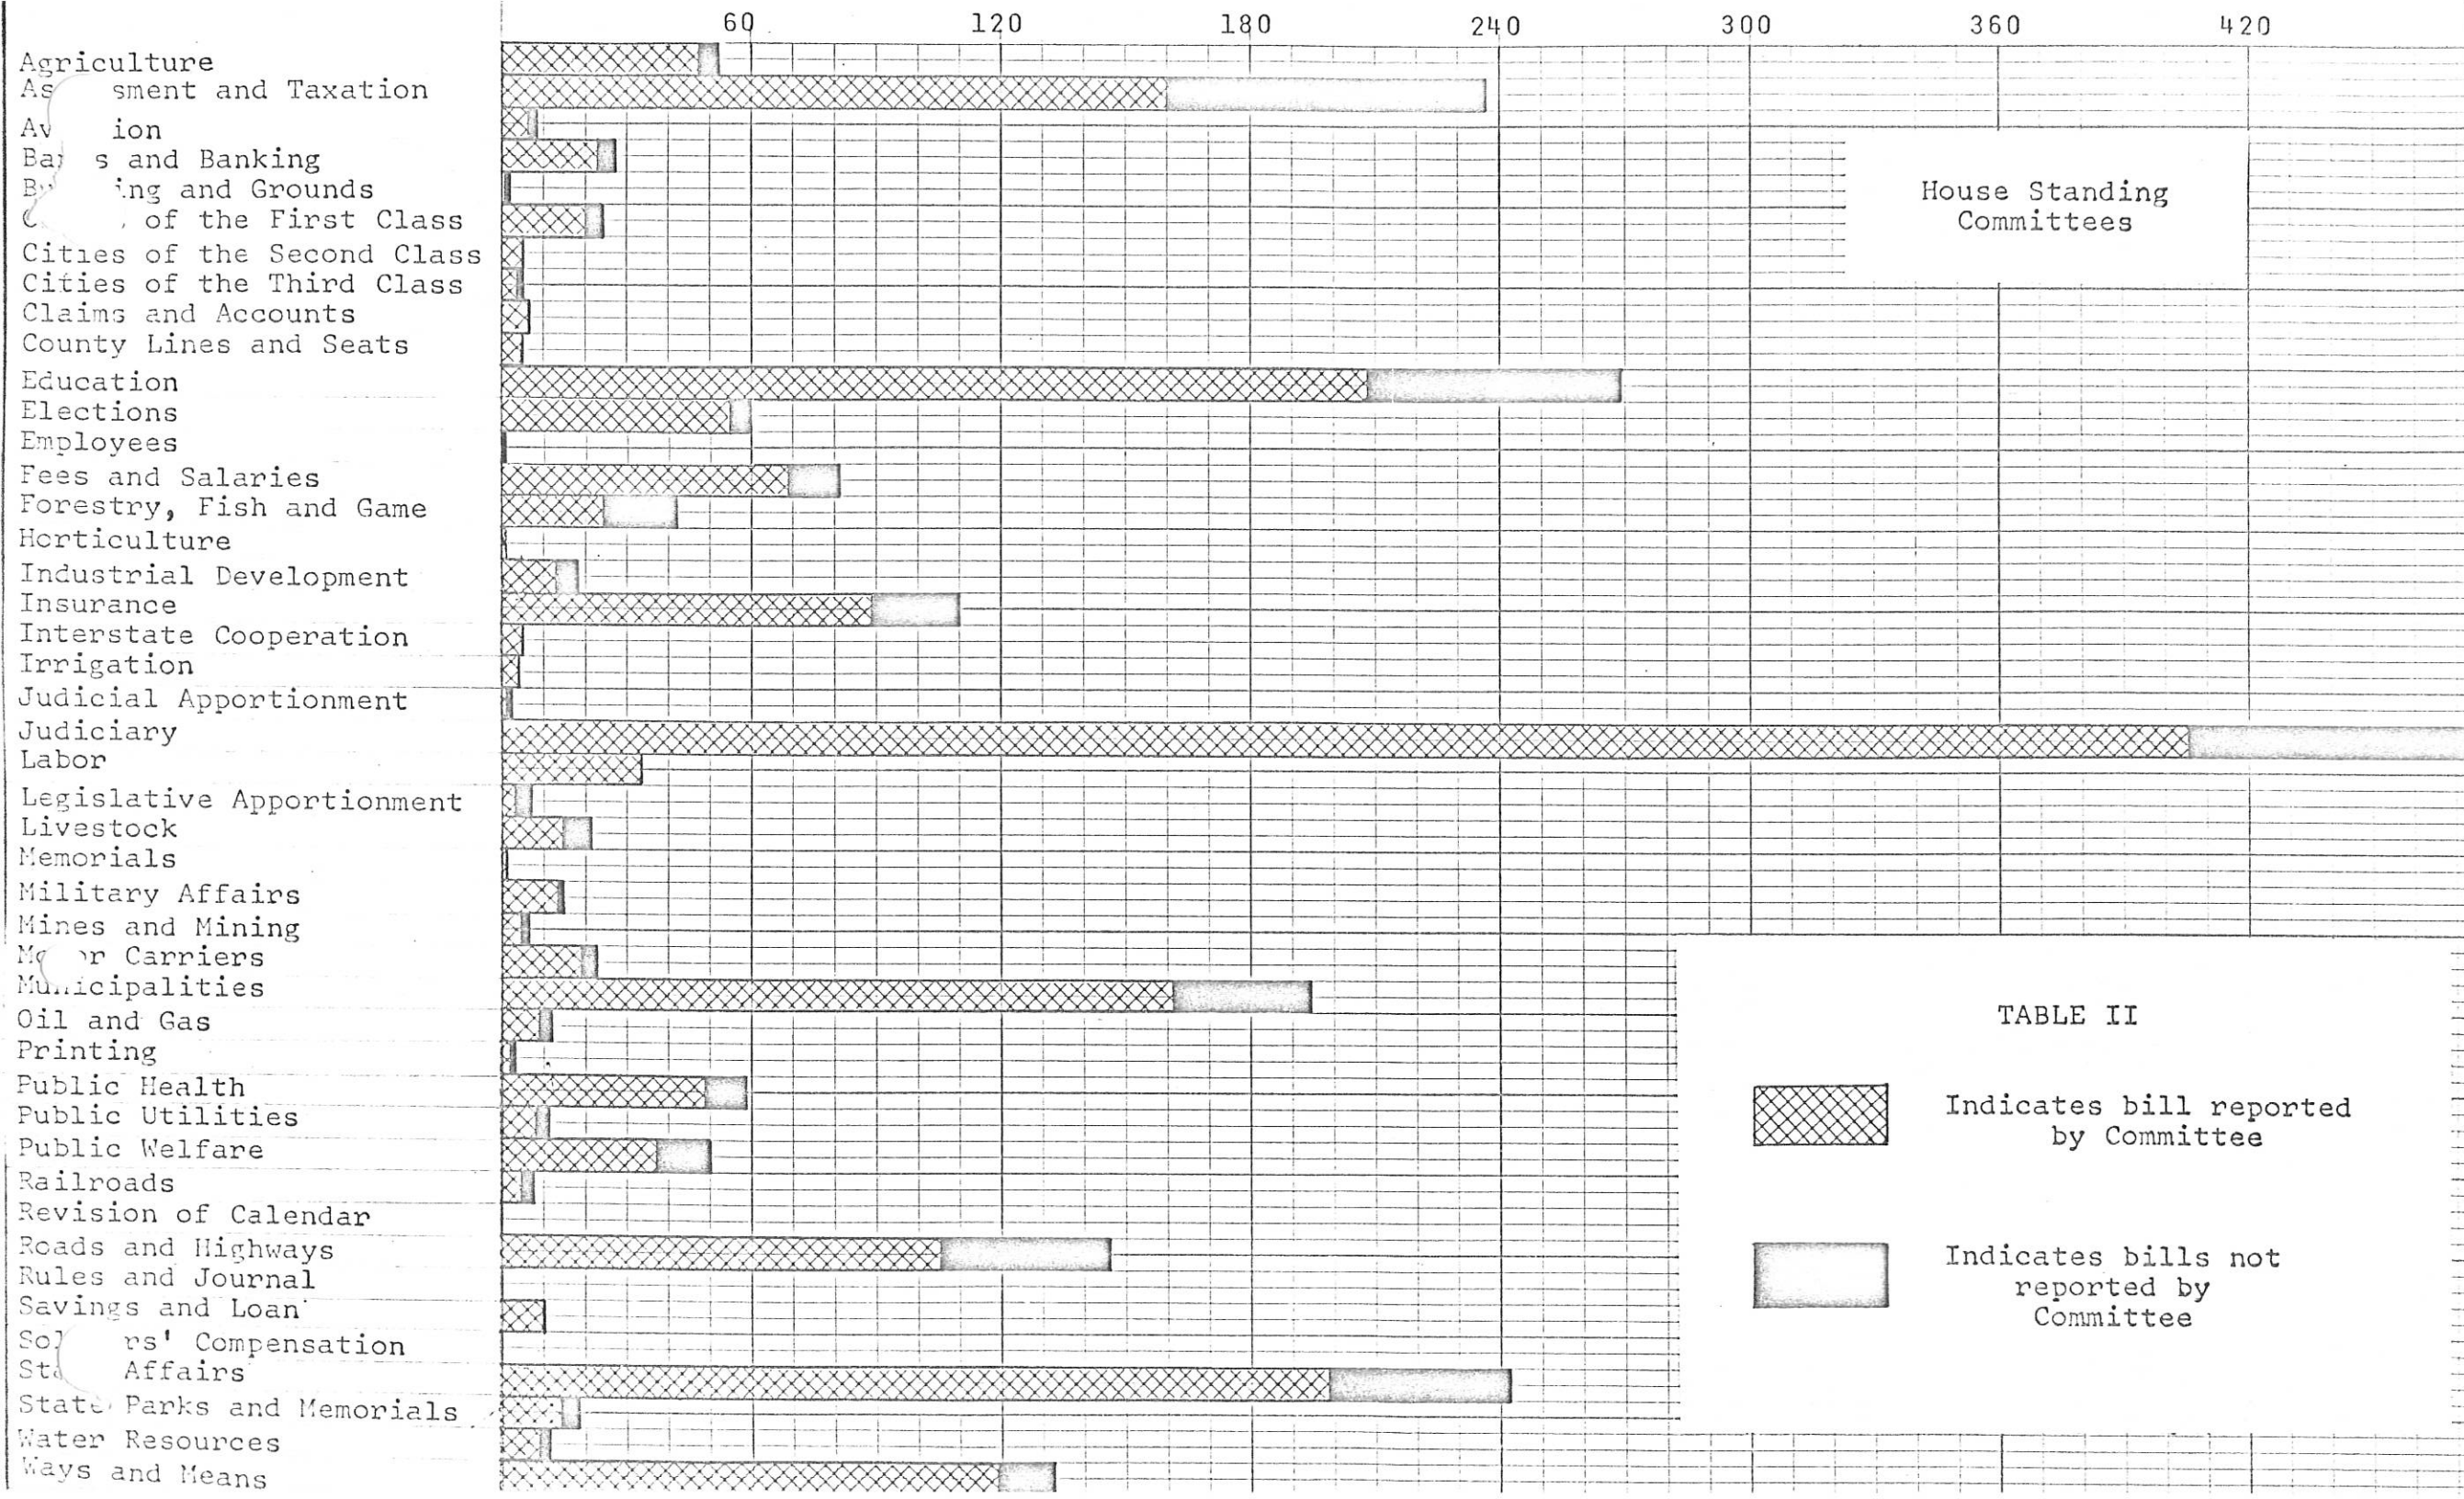 60 120 180 240 300 360 420
Agriculture
As sment and Taxation
Av ion
Ba s and Banking
B ing and Grounds
C of the First Class
Cities of the Second Class
Cities of the Third Class
Claims and Accounts
County Lines and Seats
Education
Elections
Employees
Fees and Salaries
Forestry, Fish and Game
Horticulture
Industrial Development
Insurance
Interstate Cooperation
Irrigation
Judicial Apportionment
Judiciary
Labor
Legislative Apportionment
Livestock
Memorials
Military Affairs
Mines and Mining
M r Carriers
Municipalities
Oil and Gas
Printing
Public Health
Public Utilities
Public Welfare
Railroads
Revision of Calendar
Roads and Highways
Rules and Journal
Savings and Loan
Sol rs' Compensation
Sta Affairs
State Parks and Memorials
Water Resources
Ways and Means
House Standing
Committees
TABLE II
Indicates bill reported
by Committee
Indicates bills not
reported by
Committee